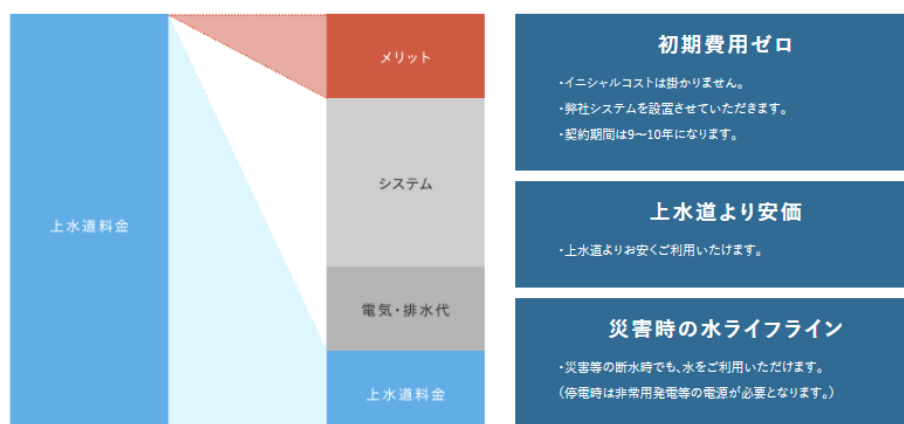 上水道料金
メリット
システム
電気・排水代
上水道料金
初期費用ゼロ
・イニシャルコストは掛かりません。
・弊社システムを設置させていただきます。
・契約期間は9〜10年になります。
上水道より安価
・上水道よりお安くご利用いたけます。
災害時の水ライフライン
・災害等の断水時でも、水をご利用いただけます。
（停電時は非常用発電等の電源が必要となります。）